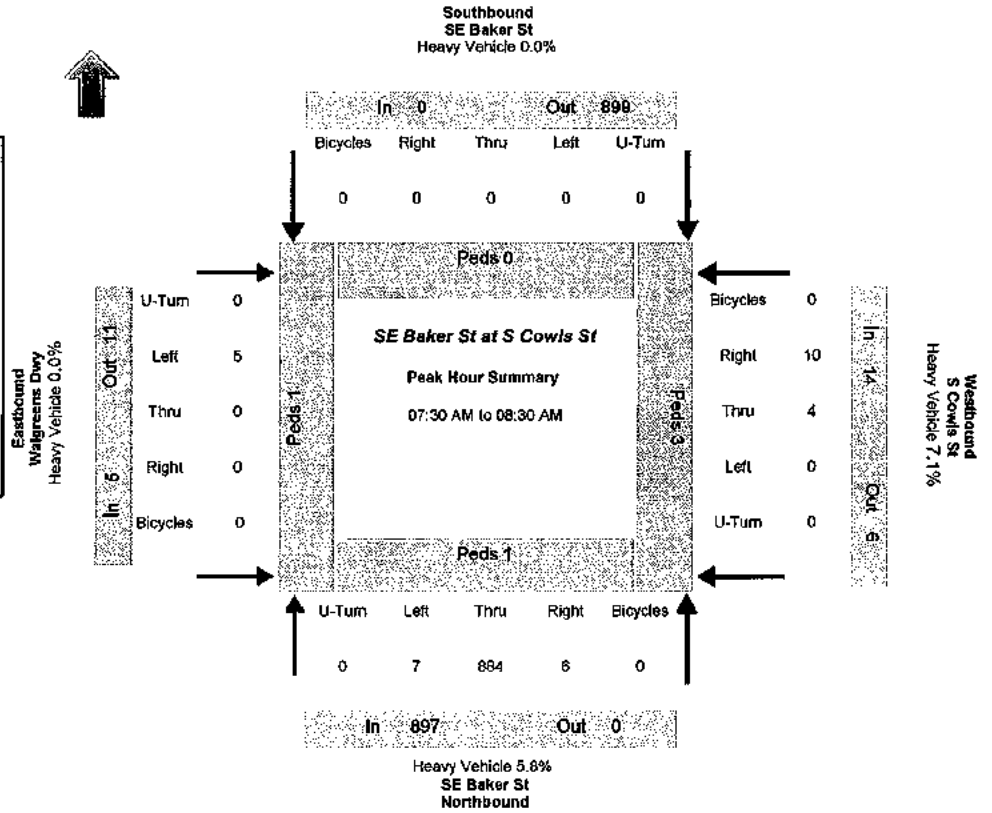 Southbound
SE Baker St
Heavy Vehicle 0.0%
In 0 Out 899
Bicycles Right Thru Left U-Turn
0 0 0 0 0
Peds 0
U-Turn 0
Left 5
Thru 0
Right 0
Bicycles 0
Out 11
In 5
Eastbound
Walgreens Dwy
Heavy Vehicle 0.0%
Peds 1
SE Baker St at S Cowls St
Peak Hour Summary
07:30 AM to 08:30 AM
Peds 3
Bicycles 0
Right 10
Thru 4
Left 0
U-Turn 0
In 14
Out 6
Westbound
S Cowls St
Heavy Vehicle 7.1%
Peds 1
U-Turn Left Thru Right Bicycles
0 7 884 6 0
In 897 Out 0
Heavy Vehicle 5.8%
SE Baker St
Northbound